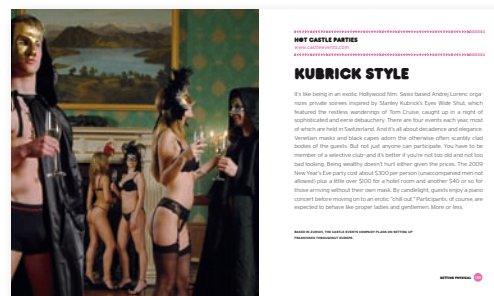 HOT CASTLE PARTIES
www.castleevents.com
KUBRICK STYLE
It's like being in an exotic Hollywood film. Swiss-based Andrej Lorenc orga-
nizes private soirees inspired by Stanley Kubrick's Eyes Wide Shut, which
featured the restless wanderings of Tom Cruise, caught up in a night of
sophisticated and eerie debauchery. There are four events each year, most
of which are held in Switzerland. And it's all about decadence and elegance.
Venetian masks and black capes adorn the otherwise often scantily clad
bodies of the guests. But not just anyone can participate. You have to be
member of a selective club–and it's better if you're not too old and not too
bad looking. Being wealthy doesn't hurt either given the prices. The 2009
New Year's Eve party cost about $300 per person (unaccompanied men not
allowed) plus a little over $100 for a hotel room and another $40 or so for
those arriving without their own mask. By candlelight, guests enjoy a piano
concert before moving on to an erotic "chill out." Participants, of course, are
expected to behave like proper ladies and gentlemen. More or less.
BASED IN ZURICH, THE CASTLE EVENTS COMPANY PLANS ON SETTING UP
FRANCHISES THROUGHOUT EUROPE.
GETTING PHYSICAL